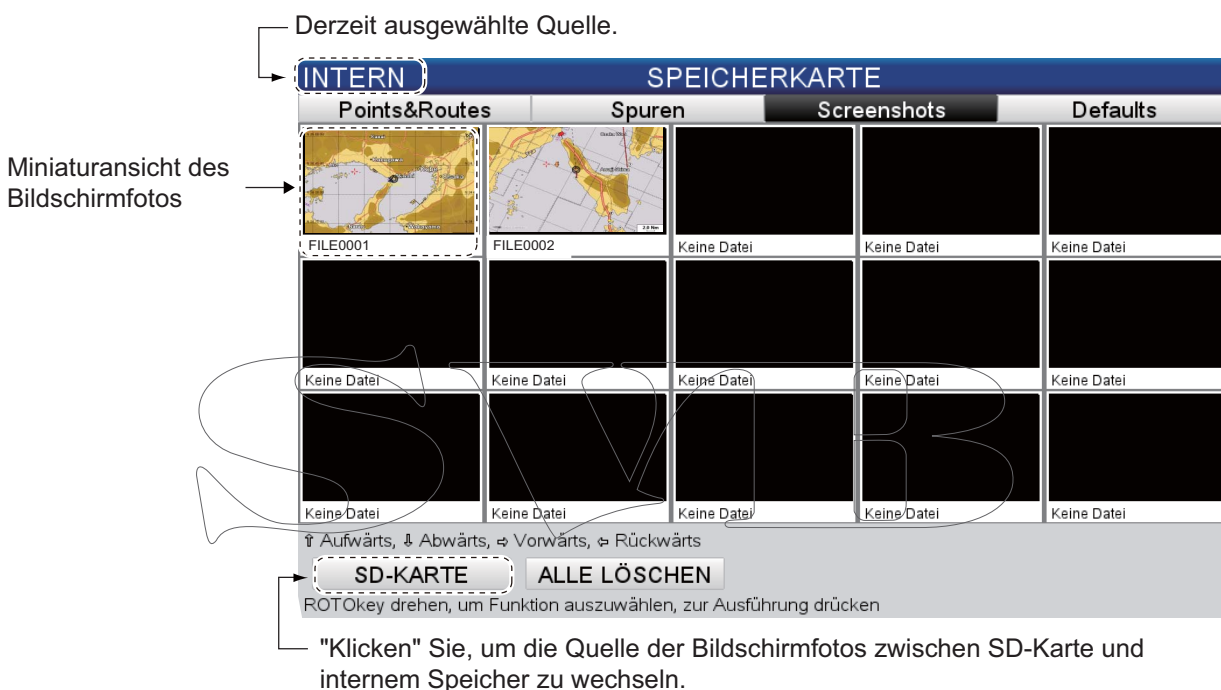 Derzeit ausgewählte Quelle.
INTERN SPEICHERKARTE
Points&Routes Spuren Screenshots Defaults
Miniaturansicht des
Bildschirmfotos
FILE0001 FILE0002 Keine Datei Keine Datei Keine Datei
Keine Datei Keine Datei Keine Datei Keine Datei Keine Datei
Keine Datei Keine Datei Keine Datei Keine Datei Keine Datei
⇧ Aufwärts, ⇩ Abwärts, ⇨ Vorwärts, ⇦ Rückwärts
SD-KARTE ALLE LÖSCHEN
ROTOkey drehen, um Funktion auszuwählen, zur Ausführung drücken
"Klicken" Sie, um die Quelle der Bildschirmfotos zwischen SD-Karte und
internem Speicher zu wechseln.
SVB